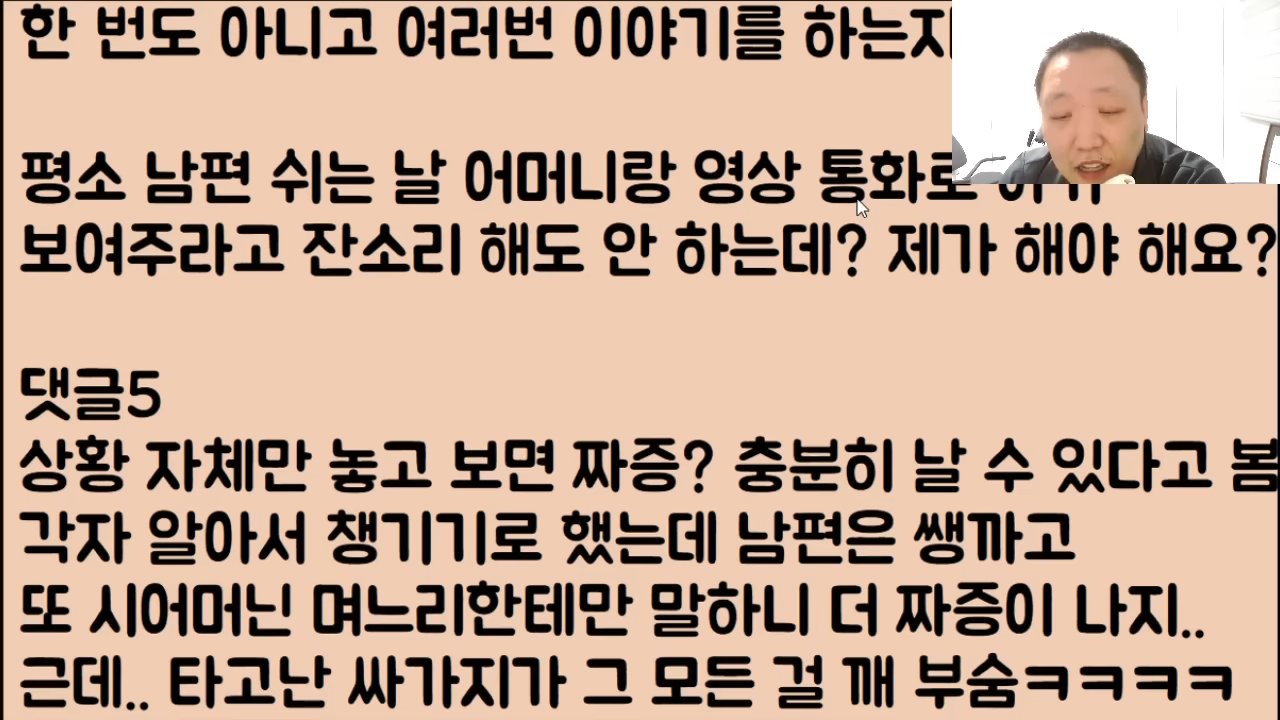 한 번도 아니고 여러번 이야기를 하는지
평소 남편 쉬는 날 어머니랑 영상 통화로
보여주라고 잔소리 해도 안 하는데? 제가 해야 해요?
댓글5
상황 자체만 놓고 보면 짜증? 충분히 날 수 있다고 봄
각자 알아서 챙기기로 했는데 남편은 쌩까고
또 시어머닌 며느리한테만 말하니 더 짜증이 나지..
근데.. 타고난 싸가지가 그 모든 걸 깨 부숨ㅋㅋㅋㅋ